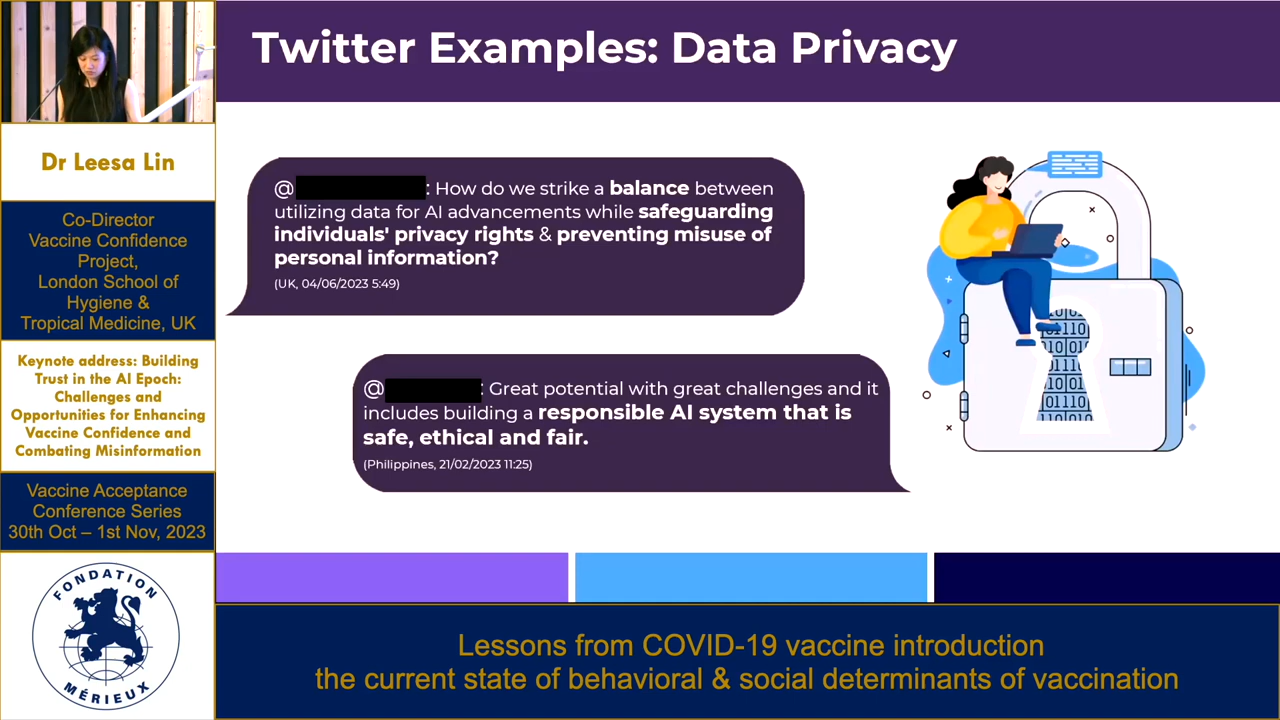 Twitter Examples: Data Privacy
Dr Leesa Lin
Co-Director
Vaccine Confidence
Project,
London School of
Hygiene &
Tropical Medicine, UK
Keynote address: Building
Trust in the AI Epoch:
Challenges and
Opportunities for Enhancing
Vaccine Confidence and
Combating Misinformation
Vaccine Acceptance
Conference Series
30th Oct – 1st Nov, 2023
FONDATION
MÉRIEUX
@ : How do we strike a balance between
utilizing data for AI advancements while safeguarding
individuals' privacy rights & preventing misuse of
personal information?
(UK, 04/06/2023 5:49)
@ : Great potential with great challenges and it
includes building a responsible AI system that is
safe, ethical and fair.
(Philippines, 21/02/2023 11:25)
Lessons from COVID-19 vaccine introduction
the current state of behavioral & social determinants of vaccination